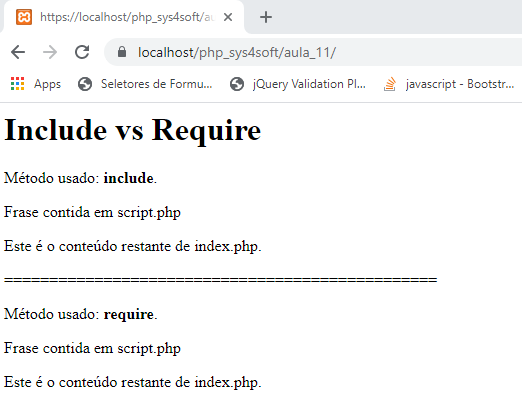 https://localhost/php_sys4soft/au
localhost/php_sys4soft/aula_11/
Apps
Seletores de Formu...
jQuery Validation Pl...
javascript - Bootstr...
Include vs Require
Método usado: include.
Frase contida em script.php
Este é o conteúdo restante de index.php.
================================================
Método usado: require.
Frase contida em script.php
Este é o conteúdo restante de index.php.